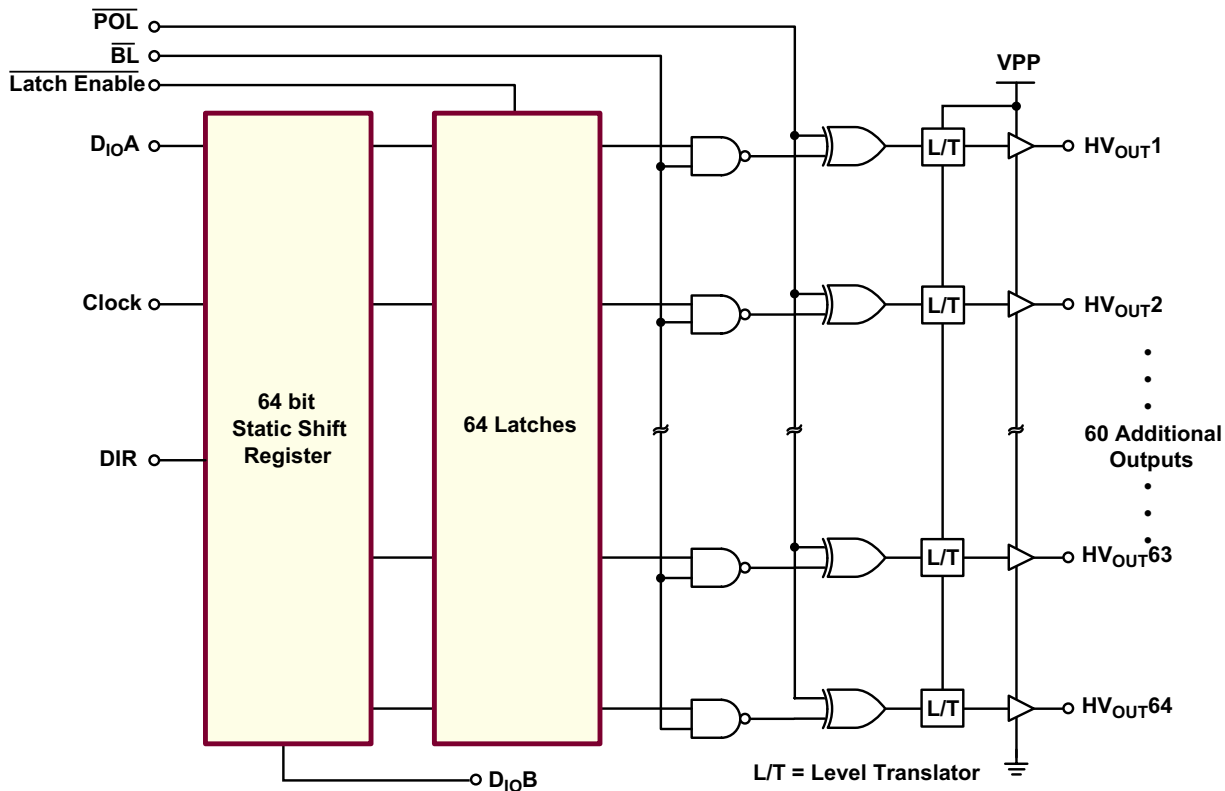 POL
BL
Latch Enable
VPP
DIOA
L/T
HVOUT1
Clock
L/T
HVOUT2
64 bit
Static Shift
Register
64 Latches
DIR
60 Additional
Outputs
L/T
HVOUT63
L/T
HVOUT64
L/T = Level Translator
DIOB